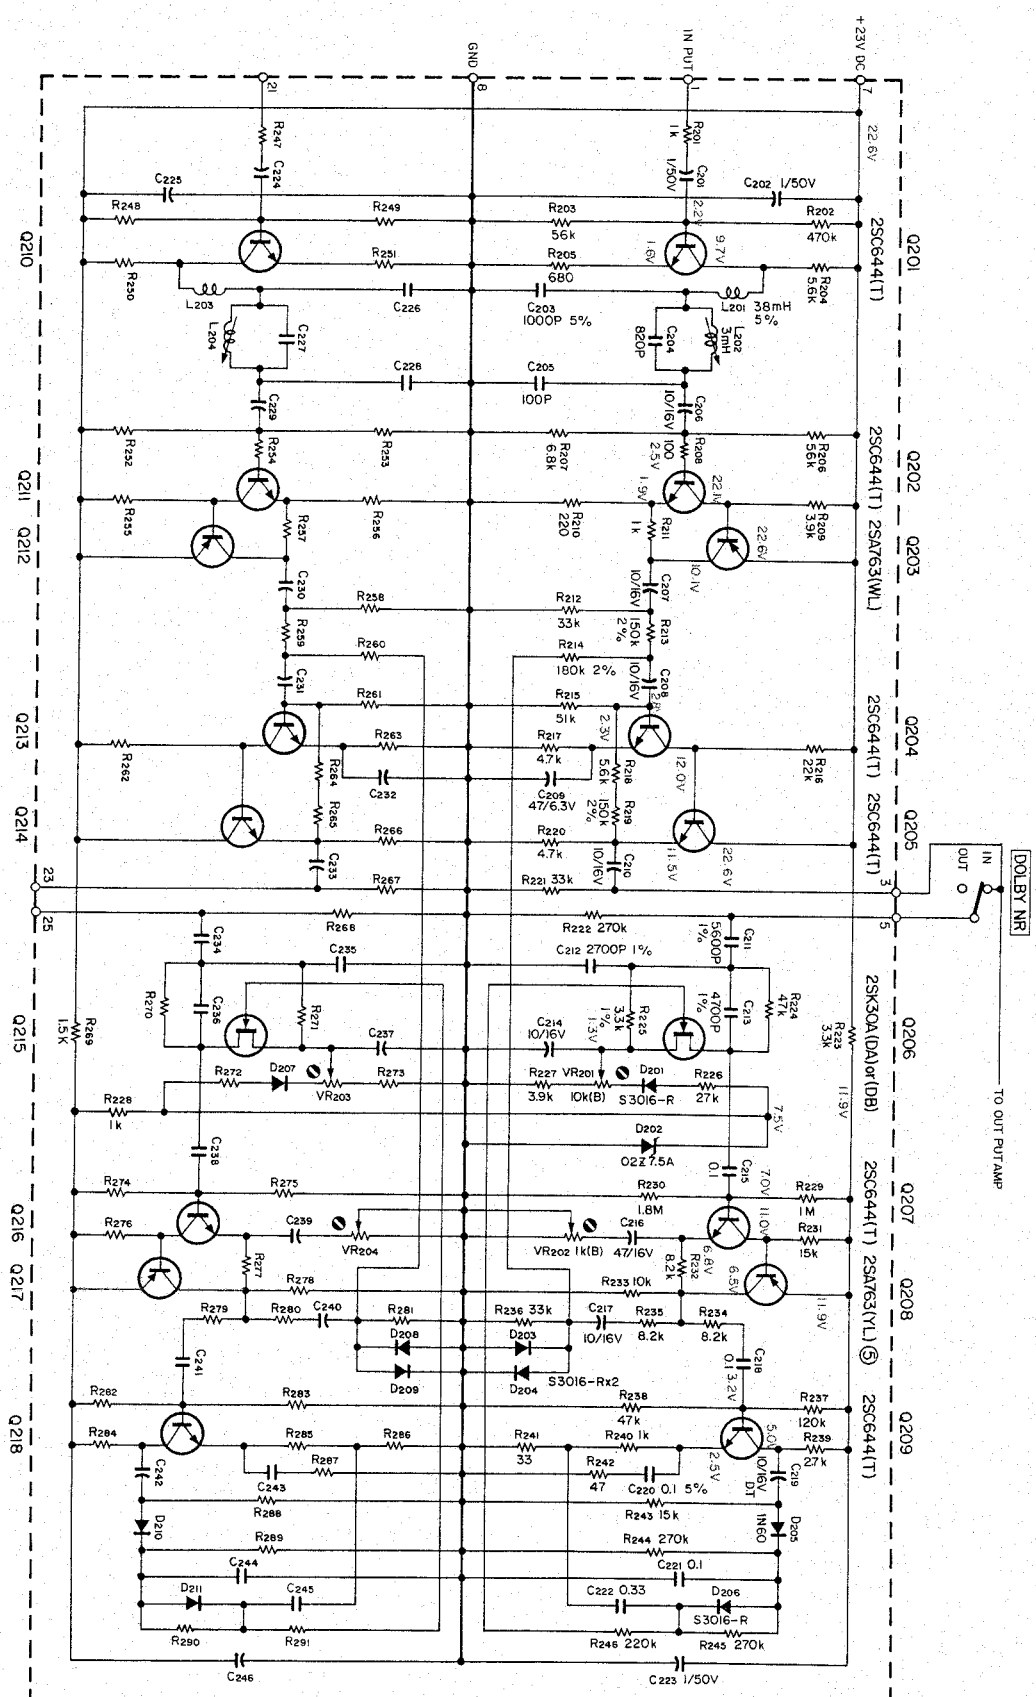 +23V DC
IN PUT
GND
7
1
8
21
22.6V
R201
1k
C201
1/50V
C202 1/50V
2.2V
R247
C224
C225
R248
R249
R203
56k
R202
470k
2SC644(T)
Q201
Q210
9.7V
1.6V
R250
R251
R205
680
R204
5.6k
L203
C226
C203
1000P 5%
L201 38mH
5%
L204
C227
C204
820P
L202
3mH
C228
C205
100P
C229
C206
10/16V
R252
R254
R253
R207
6.8k
R208
100
2.5V
R206
56k
2SC644(T)
Q202
Q211
22.1V
1.9V
R255
R257
R256
R210
220
R211
1k
R209
3.9k
2SA763(WL)
Q203
Q212
22.6V
10.1V
C230
C207
10/16V
R258
R212
33k
R259
R213
150k
2%
R260
R214
180k 2%
C231
C208
10/16V
R261
R215
51k
2.3V
2SC644(T)
Q204
Q213
R262
R263
R217
4.7k
12.0V
R216
22k
R264
C232
C209
47/6.3V
R218
5.6k
R265
R219
150k
2%
2SC644(T)
Q205
Q214
R266
R220
4.7k
11.5V
22.6V
C233
C210
10/16V
23
R267
R221 33k
3
IN
OUT
DOLBY NR
25
R268
R222 270k
5
TO OUT PUT AMP
C234
C235
C212 2700P 1%
C211
5600P
1%
R270
C236
R271
R225
3.3k
1%
C213
4700P
1%
R224
47k
2SK30A(DA)or(DB)
Q206
Q215
R269
1.5K
C237
C214
10/16V
1.3V
R223
3.3k
R272
D207
VR203
R273
R227
3.9k
VR201
10k(B)
D201
S3016-R
R226
27k
11.9V
R228
1k
7.5V
D202
02Z7.5A
C238
C215
0.1
7.0V
R274
R275
R230
1.8M
R229
1M
2SC644(T)
Q207
Q216
R276
C239
VR204
VR202 1k(B)
C216
47/16V
11.0V
R231
15k
R277
R232
8.2k
6.8V
2SA763(YL)⑤
Q208
Q217
R278
R233 10k
6.5V
11.9V
R279
R280
C240
R281
R236 33k
C217
10/16V
R235
8.2k
R234
8.2k
D208
D203
C241
D209
D204
S3016-Rx2
C218
0.1
3.2V
R282
R283
R238
47k
R237
120k
2SC644(T)
Q209
Q218
5.0V
R284
R285
R286
R241
33
R240 1k
2.5V
R239
2.7k
C242
C243
R287
R242
47
C220 0.1 5%
C219
10/16V
D.T
R288
R243 15k
D210
D205
1N60
R289
R244 270k
C244
C221 0.1
D211
C245
C222 0.33
D206
S3016-R
R290
R291
R246 220k
R245 270k
C246
C223 1/50V